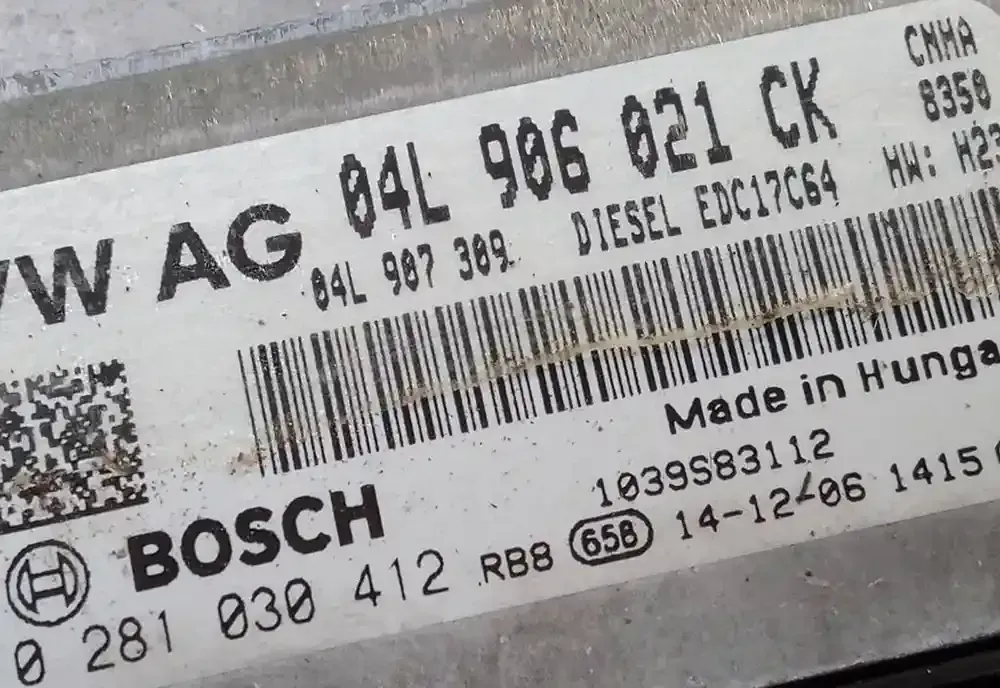 CNHA
8350
VW AG 04L 906 021 CK
04L 907 309 DIESEL EDC17C64 HW: H23
Made in Hunga
BOSCH 1039S83112
0 281 030 412 RB8 658 14-12-06 1415